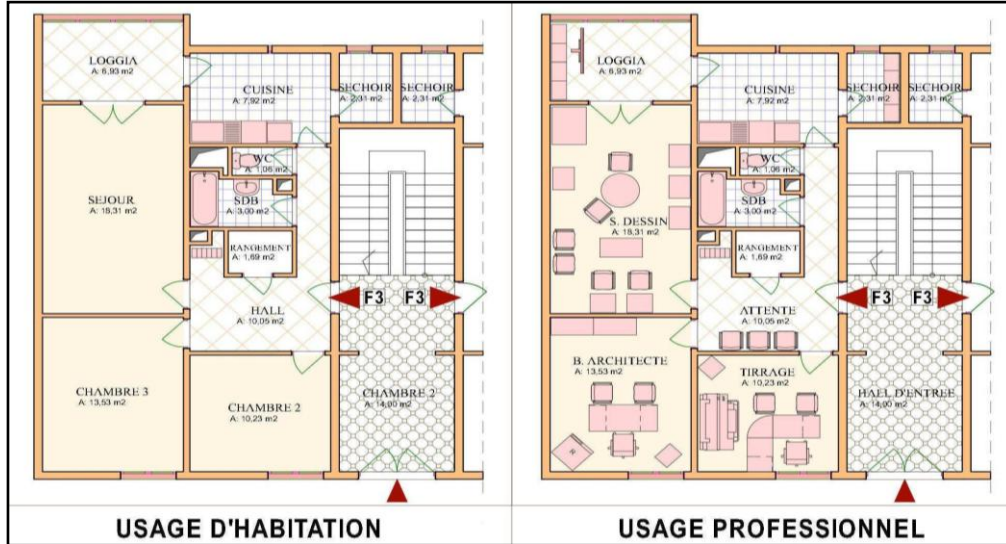 LOGGIA
A: 6,93 m2
CUISINE
A: 7,92 m2
SECHOIR
A: 2,31 m2
SECHOIR
A: 2,31 m2
WC
A: 1,06 m2
SEJOUR
A: 18,31 m2
SDB
A: 3,00 m2
RANGEMENT
A: 1,69 m2
F3
F3
HALL
A: 10,05 m2
CHAMBRE 3
A: 13,53 m2
CHAMBRE 2
A: 10,23 m2
CHAMBRE 2
A: 14,00 m2
USAGE D'HABITATION
LOGGIA
A: 6,93 m2
CUISINE
A: 7,92 m2
SECHOIR
A: 2,31 m2
SECHOIR
A: 2,31 m2
WC
A: 1,06 m2
S. DESSIN
A: 18,31 m2
SDB
A: 3,00 m2
RANGEMENT
A: 1,69 m2
F3
F3
ATTENTE
A: 10,05 m2
B. ARCHITECTE
A: 13,53 m2
TIRRAGE
A: 10,23 m2
HALL D'ENTREE
A: 14,00 m2
USAGE PROFESSIONNEL